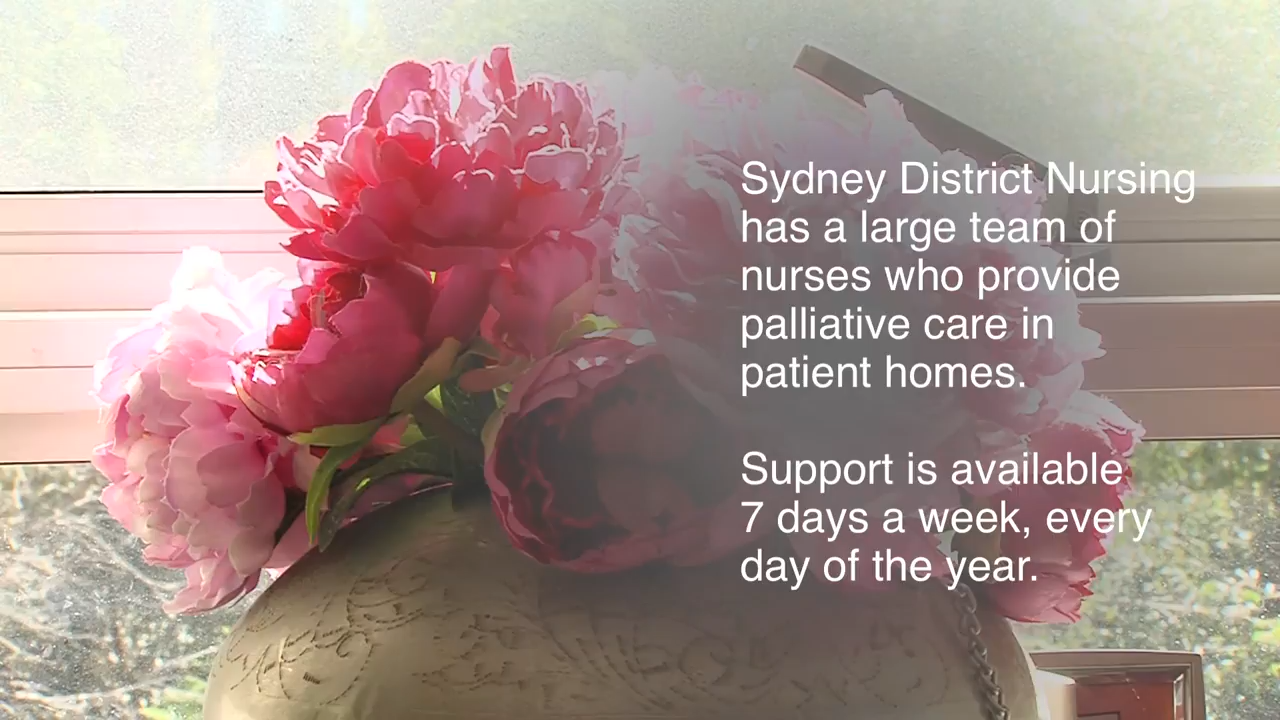 Sydney District Nursing
has a large team of
nurses who provide
palliative care in
patient homes.
Support is available
7 days a week, every
day of the year.